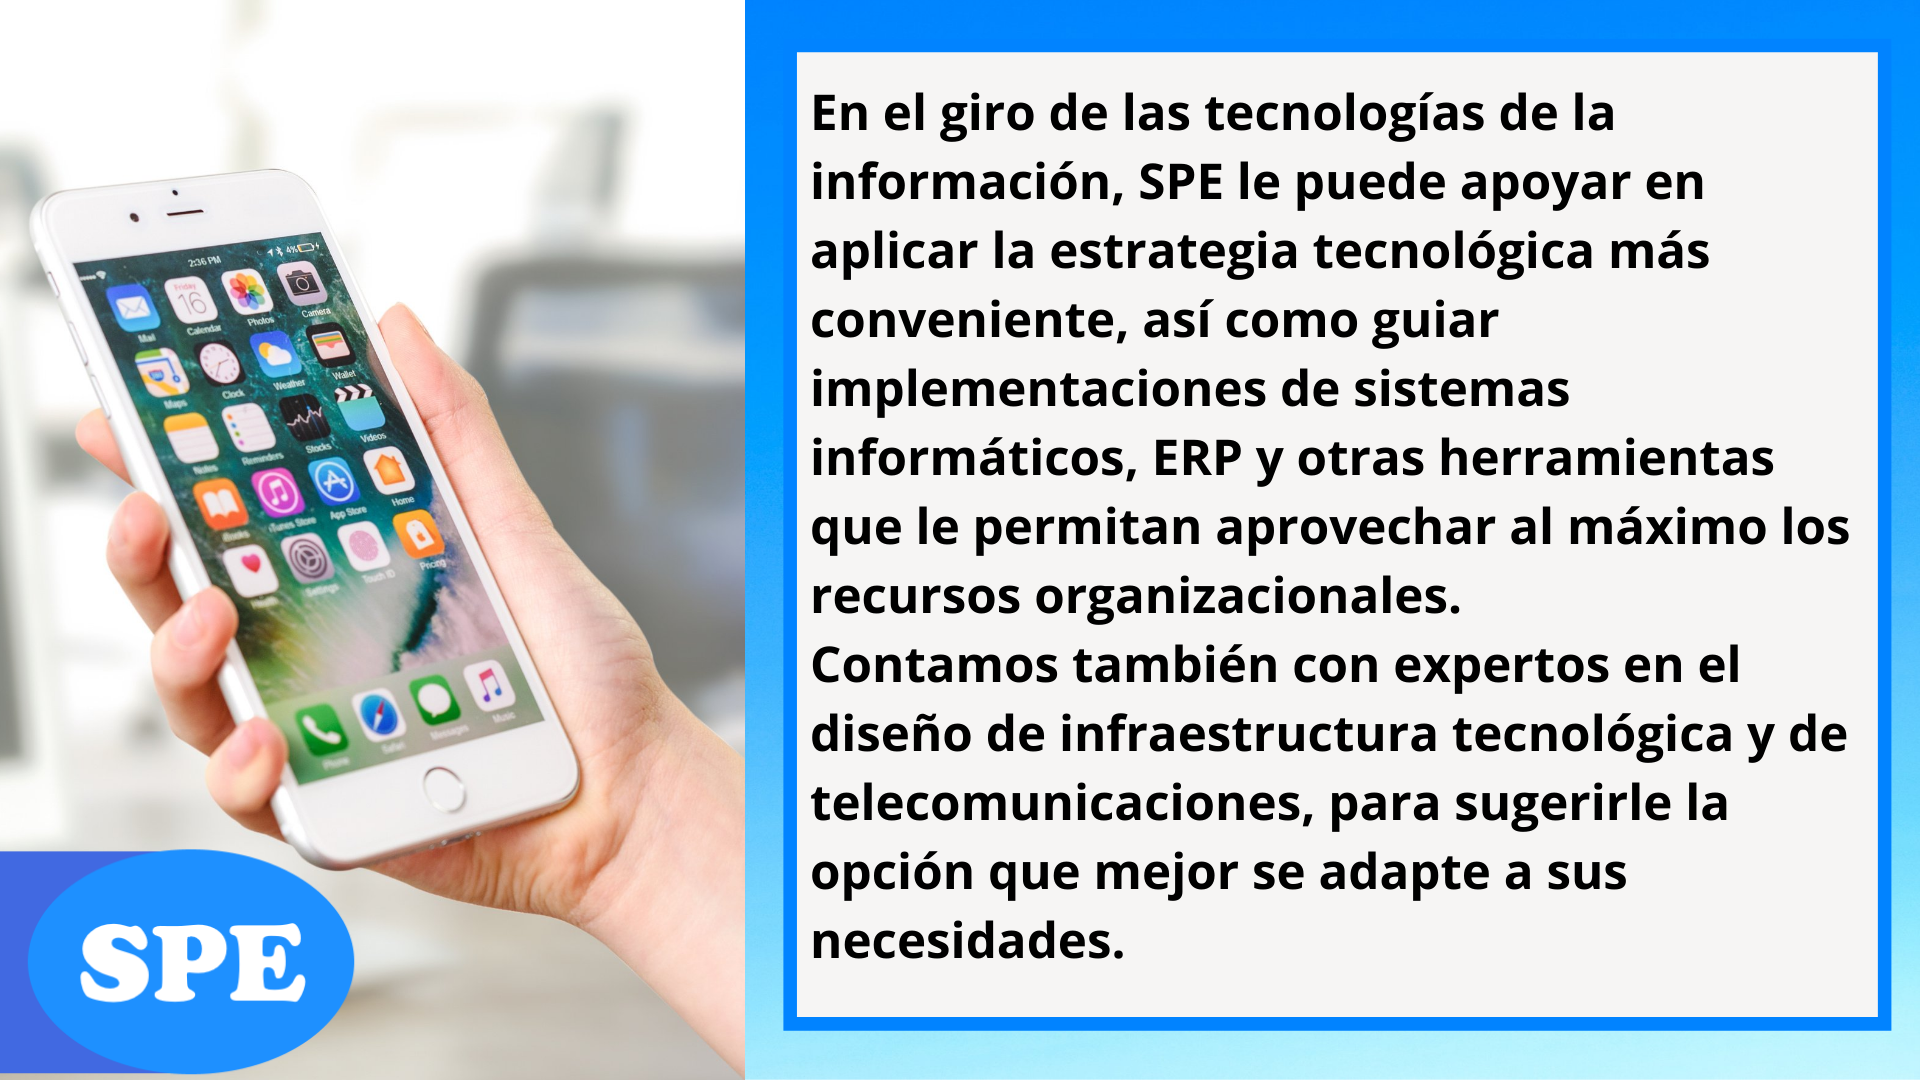 En el giro de las tecnologías de la
información, SPE le puede apoyar en
aplicar la estrategia tecnológica más
conveniente, así como guiar
implementaciones de sistemas
informáticos, ERP y otras herramientas
que le permitan aprovechar al máximo los
recursos organizacionales.
Contamos también con expertos en el
diseño de infraestructura tecnológica y de
telecomunicaciones, para sugerirle la
opción que mejor se adapte a sus
necesidades.
2:36 PM 4%
Friday
16
Mail Calendar Photos Camera
Maps Clock Weather Wallet
Notes Reminders Stocks Videos
iBooks iTunes Store App Store Home
Health Settings Touch ID Pricing
Phone Safari Messages Music
SPE